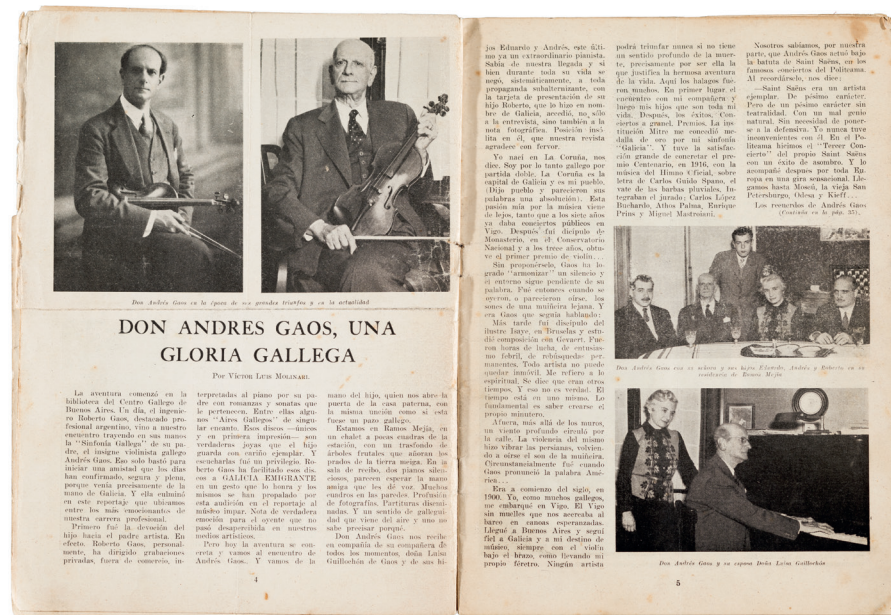 Don Andrés Gaos en la época de sus grandes triunfos y en la actualidad
DON ANDRES GAOS, UNA
GLORIA GALLEGA
Por Víctor Luis Molinari.
La aventura comenzó en la
biblioteca del Centro Gallego de
Buenos Aires. Un día, el ingenie-
ro Roberto Gaos, destacado pro-
fesional argentino, vino a nuestro
encuentro trayendo en sus manos
la "Sinfonía Gallega" de su pa-
dre, el insigne violinista gallego
Andrés Gaos. Eso solo bastó para
iniciar una amistad que los días
han confirmado, segura y plena,
porque venía precisamente de la
mano de Galicia. Y ella culminó
en este reportaje que ubicamos
entre los más emocionantes de
nuestra carrera profesional.
Primero fué la devoción del
hijo hacia el padre artista. En
efecto, Roberto Gaos, personal-
mente, ha dirigido grabaciones
privadas, fuera de comercio, in-
terpretadas al piano por su pa-
dre con romanzas y sonatas que
le pertenecen. Entre ellas algu-
nos "Aires Gallegos" de singu-
lar encanto. Esos discos —únicos
y en primera impresión— son
verdaderas joyas que el hijo
guarda con cariño ejemplar. Y
escucharlas fué un privilegio. Ro-
berto Gaos ha facilitado esos dis-
cos a GALICIA EMIGRANTE
en un gesto que lo honra y los
mismos se han propalado por
esta audición en el reportaje al
músico impar. Nota de verdadera
emoción para el oyente que no
pasó desapercibida en nuestros
medios artísticos.
Pero hoy la aventura se con-
creta y vamos al encuentro de
Andrés Gaos. Y vamos de la
mano del hijo, quien nos abre la
puerta de la casa paterna, con
la misma unción como si esta
fuese un pazo gallego.
Estamos en Ramos Mejía, en
un chalet a pocas cuadras de la
estación, con un trasfondo de
árboles frutales que añoran los
prados de la tierra meiga. En la
sala de recibo, dos pianos silen-
ciosos, parecen esperar la mano
amiga que les dé voz. Muchos
cuadros en las paredes. Profusión
de fotografías. Partituras disemi-
nadas. Y un sentido de gallegui-
dad que viene del aire y uno no
sabe precisar porqué.
Don Andrés Gaos nos recibe
en compañía de su compañera de
todos los momentos, doña Luisa
Guillochón de Gaos y de sus hi-
4
jos Eduardo y Andrés, este últi-
mo ya un extraordinario pianista.
Sabía de nuestra llegada y si
bien durante toda su vida se
negó, sistemáticamente, a toda
propaganda subalternizante, con
la tarjeta de presentación de su
hijo Roberto, que lo hizo en nom-
bre de Galicia, accedió, no sólo
a la entrevista, sino también a la
nota fotográfica. Posición insó-
lita en él, que nuestra revista
agradece con fervor.
Yo nací en La Coruña, nos
dice. Soy por lo tanto gallego por
partida doble. La Coruña es la
capital de Galicia y es mi pueblo.
(Dijo pueblo y parecieron sus
palabras una absolución). Esta
pasión mía por la música viene
de lejos, tanto que a los siete años
ya daba conciertos públicos en
Vigo. Después fuí dicípulo de
Monasterio, en el Conservatorio
Nacional y a los trece años, obtu-
ve el primer premio de violín...
Sin proponérselo, Gaos ha lo-
grado "armonizar" un silencio y
el entorno sigue pendiente de su
palabra. Fué entonces cuando se
oyeron, o parecieron oirse, los
sones de una muiñeira lejana. Y
era Gaos que seguía hablando:
Más tarde fuí discípulo del
ilustre Isaye, en Bruselas y estu-
dié composición con Gevaert. Fue-
ron horas de lucha, de entusias-
mo febril, de rebúsquedas per-
manentes. Todo artista no puede
quedar inmóvil. Me refiero a lo
espiritual. Se dice que eran otros
tiempos. Y eso no es verdad. El
tiempo está en uno mismo. Lo
fundamental es saber crearse el
propio minutero.
Afuera, más allá de los muros,
un viento profundo circula por
la calle. La violencia del mismo
hizo vibrar las persianas, volvien-
do a oirse el son de la muiñeira.
Circunstancialmente fué cuando
Gaos pronunció la palabra Amé-
rica...
Era a comienzo del siglo, en
1900. Yo, como muchos gallegos,
me embarqué en Vigo. El Vigo
sin muelles que nos acercaba al
barco en canoas esperanzadas.
Llegué a Buenos Aires y seguí
fiel a Galicia y a mi destino de
músico, siempre con el violín
bajo el brazo, como llevando mi
propio féretro. Ningún artista
podrá triunfar nunca si no tiene
un sentido profundo de la muer-
te, precisamente por ser ella la
que justifica la hermosa aventura
de la vida. Aquí los halagos fue-
ron muchos. En primer lugar el
encuentro con mi compañera y
luego mis hijos que son toda mi
vida. Después, los éxitos. Con-
ciertos a granel. Premios. La ins-
titución Mitre me concedió me-
dalla de oro por mi sinfonía
"Galicia". Y tuve la satisfac-
ción grande de concretar el pre-
mio Centenario, en 1916, con la
música del Himno Oficial, sobre
letra de Carlos Guido Spano, el
vate de las barbas pluviales. In-
tegraban el jurado: Carlos López
Buchardo, Athos Palma, Enrique
Prins y Miguel Mastroiani.
Nosotros sabíamos, por nuestra
parte, que Andrés Gaos actuó bajo
la batuta de Saint Saëns, en los
famosos conciertos del Politeama.
Al recordárselo, nos dice:
—Saint Saëns era un artista
ejemplar. De pésimo carácter.
Pero de un pésimo carácter sin
teatralidad. Con un mal genio
natural. Sin necesidad de poner-
se a la defensiva. Yo nunca tuve
inconvenientes con él. En el Po-
liteama hicimos el "Tercer Con-
cierto" del propio Saint Saëns
con un éxito de asombro. Y lo
acompañé después por toda Eu-
ropa en una gira sensacional. Lle-
gamos hasta Moscú, la vieja San
Petersburgo, Odesa y Kieff...
Los recuerdos de Andrés Gaos
(Continúa en la pág. 35).
Don Andrés Gaos con su señora y sus hijos Eduardo, Andrés y Roberto en su
residencia de Ramos Mejía
Don Andrés Gaos y su esposa Doña Luisa Guillochón
5